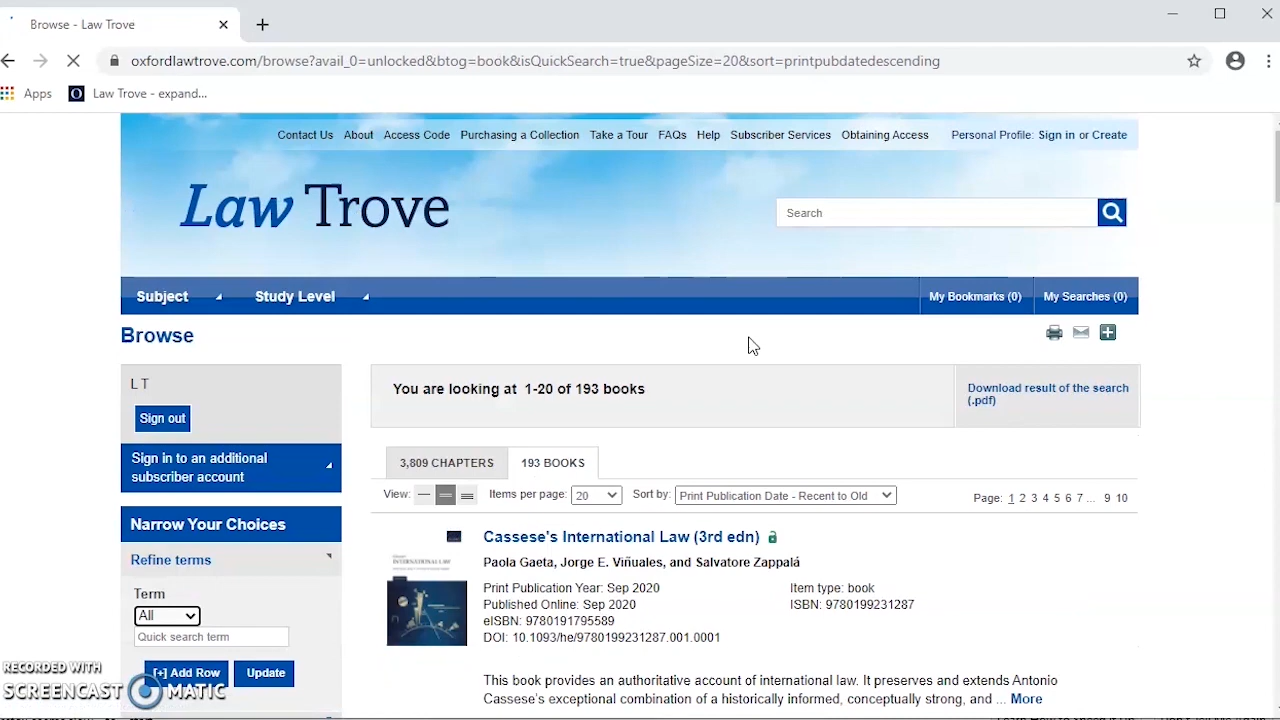 Browse - Law Trove
oxfordlawtrove.com/browse?avail_0=unlocked&btog=book&isQuickSearch=true&pageSize=20&sort=printpubdatedescending
Apps Law Trove - expand...
Contact Us About Access Code Purchasing a Collection Take a Tour FAQs Help Subscriber Services Obtaining Access Personal Profile: Sign in or Create
Law Trove
Search
Subject Study Level My Bookmarks (0) My Searches (0)
Browse
L T
Sign out
Sign in to an additional
subscriber account
Narrow Your Choices
Refine terms
Term
All
Quick search term
[+] Add Row Update
You are looking at 1-20 of 193 books
Download result of the search
(.pdf)
3,809 CHAPTERS 193 BOOKS
View: Items per page: 20 Sort by: Print Publication Date - Recent to Old Page: 1 2 3 4 5 6 7 ... 9 10
Cassese's International Law (3rd edn)
Paola Gaeta, Jorge E. Viñuales, and Salvatore Zappalá
Print Publication Year: Sep 2020 Item type: book
Published Online: Sep 2020 ISBN: 9780199231287
eISBN: 9780191795589
DOI: 10.1093/he/9780199231287.001.0001
INTERNATIONAL LAW
This book provides an authoritative account of international law. It preserves and extends Antonio
Cassese's exceptional combination of a historically informed, conceptually strong, and ... More
RECORDED WITH
SCREENCAST MATIC